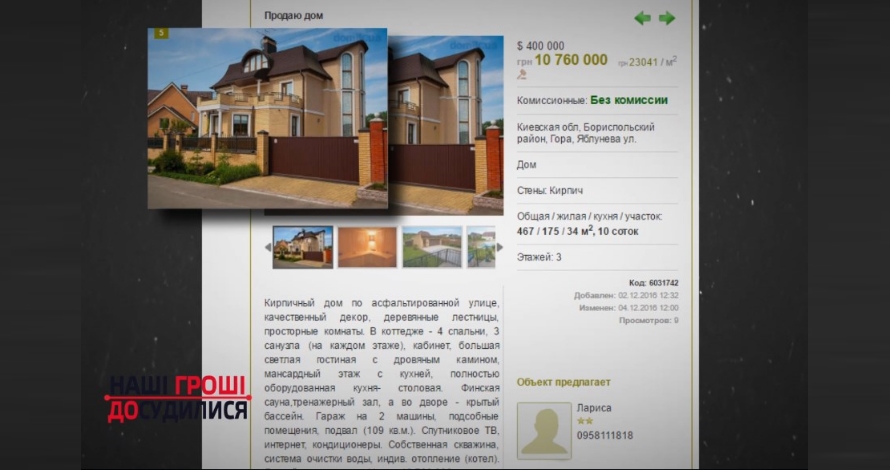 Продаю дом
5
$ 400 000
грн 10 760 000 грн 23041 / м²
Комиссионные: Без комиссии
Киевская обл, Бориспольский
район, Гора, Яблунева ул.
Дом
Стены: Кирпич
Общая / жилая / кухня / участок:
467 / 175 / 34 м², 10 соток
Этажей: 3
Код: 6031742
Добавлен: 02.12.2016 12:32
Изменен: 04.12.2016 12:00
Просмотров: 9
Кирпичный дом по асфальтированной улице,
качественный декор, деревянные лестницы,
просторные комнаты. В коттедже - 4 спальни, 3
санузла (на каждом этаже), кабинет, большая
светлая гостиная с дровяным камином,
мансардный этаж с кухней, полностью
оборудованная кухня- столовая. Финская
сауна,тренажерный зал, а во дворе - крытый
бассейн. Гараж на 2 машины, подсобные
помещения, подвал (109 кв.м.). Спутниковое ТВ,
интернет, кондиционеры. Собственная скважина,
система очистки воды, индив. отопление (котел).
Объект предлагает
Лариса
0958111818
НАШІ ГРОШІ
ДОСУДИЛИСЯ